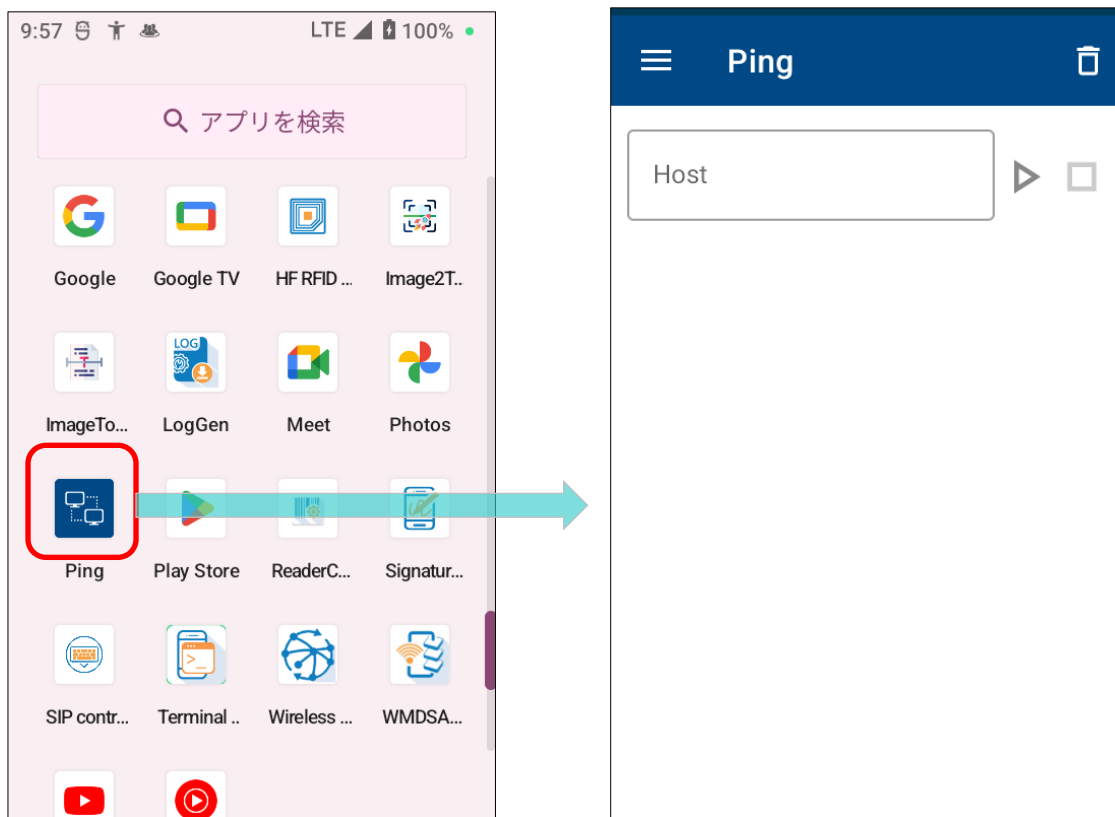 9:57
LTE 100%
アプリを検索
Google
Google TV
HF RFID ...
Image2T..
LOG
ImageTo...
LogGen
Meet
Photos
Ping
Play Store
ReaderC...
Signatur...
SIP contr...
Terminal ..
Wireless ...
WMDSA...
Ping
Host